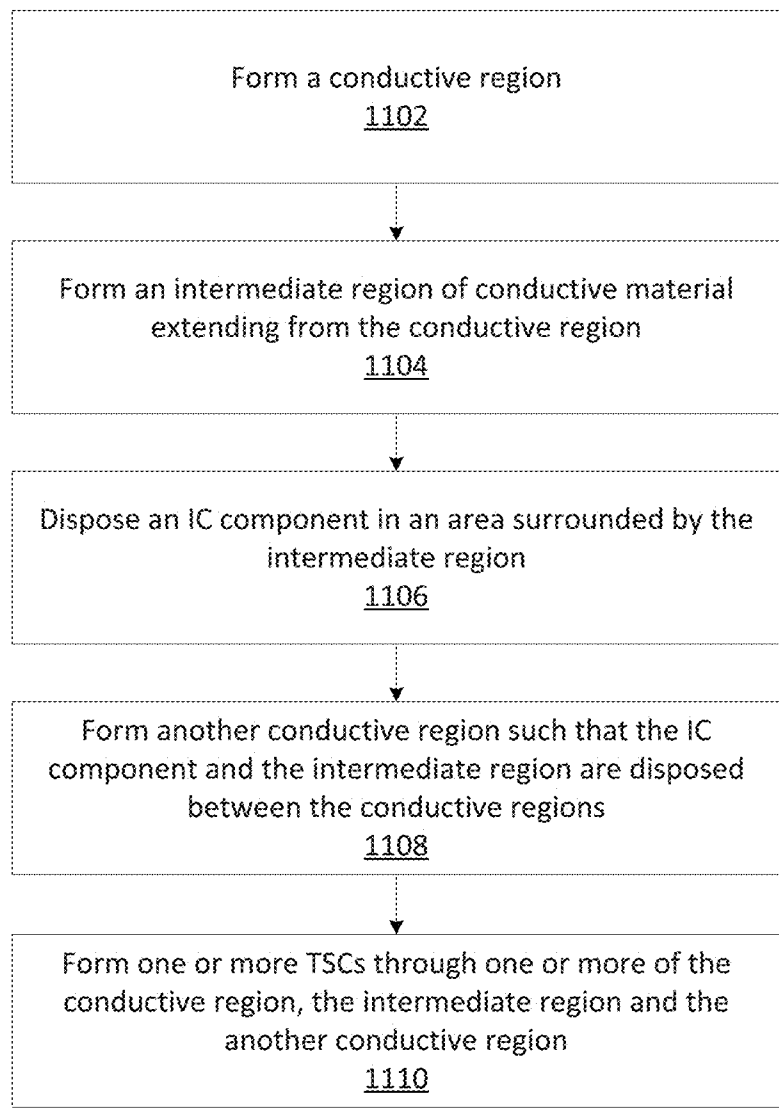 Form a conductive region
1102
Form an intermediate region of conductive material
extending from the conductive region
1104
Dispose an IC component in an area surrounded by the
intermediate region
1106
Form another conductive region such that the IC
component and the intermediate region are disposed
between the conductive regions
1108
Form one or more TSCs through one or more of the
conductive region, the intermediate region and the
another conductive region
1110